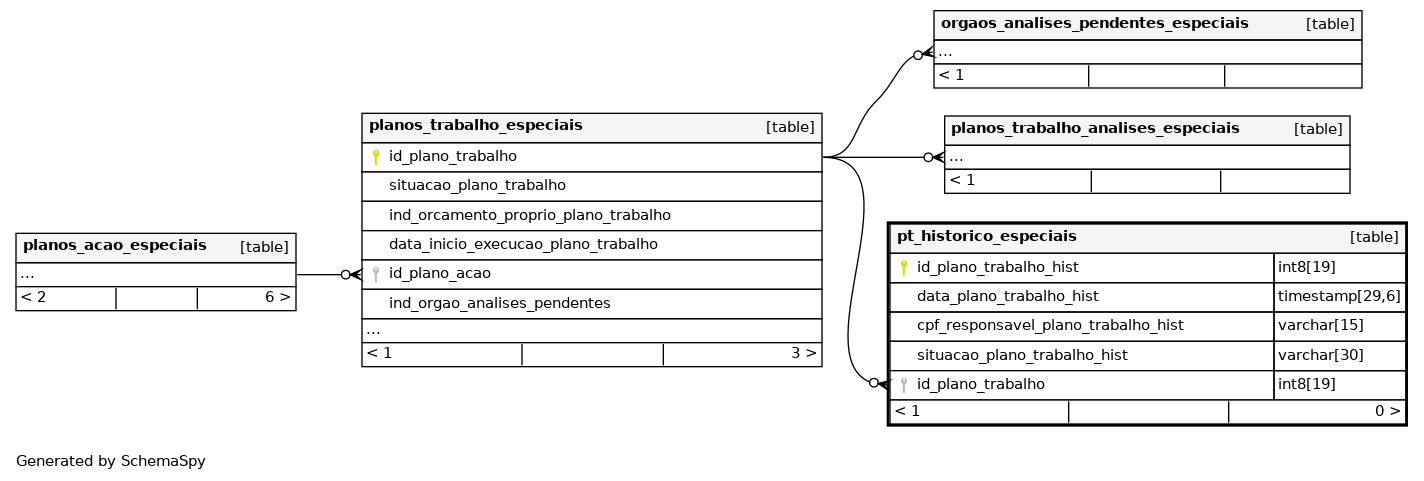 orgaos_analises_pendentes_especiais [table]
...
< 1
planos_trabalho_especiais [table]
id_plano_trabalho
situacao_plano_trabalho
ind_orcamento_proprio_plano_trabalho
data_inicio_execucao_plano_trabalho
id_plano_acao
ind_orgao_analises_pendentes
...
< 1 3 >
planos_trabalho_analises_especiais [table]
...
< 1
planos_acao_especiais [table]
...
< 2 6 >
pt_historico_especiais [table]
id_plano_trabalho_hist int8[19]
data_plano_trabalho_hist timestamp[29,6]
cpf_responsavel_plano_trabalho_hist varchar[15]
situacao_plano_trabalho_hist varchar[30]
id_plano_trabalho int8[19]
< 1 0 >
Generated by SchemaSpy